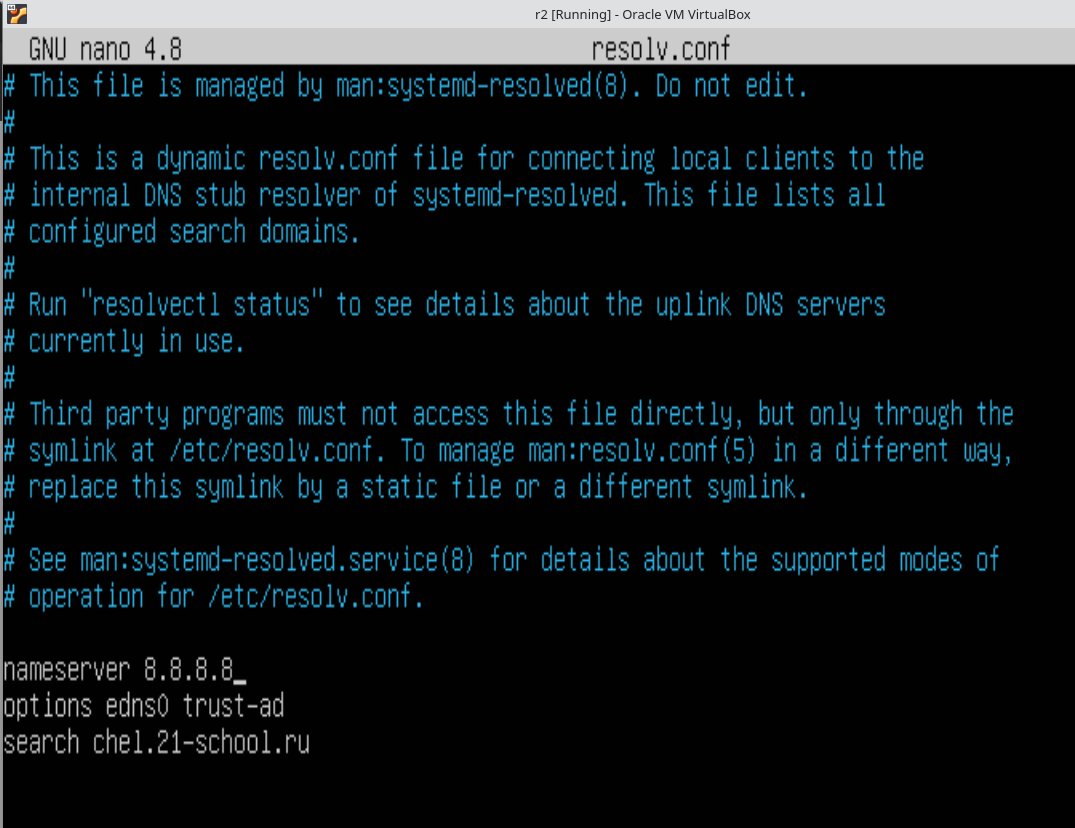 r2 [Running] - Oracle VM VirtualBox
GNU nano 4.8 resolv.conf
# This file is managed by man:systemd-resolved(8). Do not edit.
#
# This is a dynamic resolv.conf file for connecting local clients to the
# internal DNS stub resolver of systemd-resolved. This file lists all
# configured search domains.
#
# Run "resolvectl status" to see details about the uplink DNS servers
# currently in use.
#
# Third party programs must not access this file directly, but only through the
# symlink at /etc/resolv.conf. To manage man:resolv.conf(5) in a different way,
# replace this symlink by a static file or a different symlink.
#
# See man:systemd-resolved.service(8) for details about the supported modes of
# operation for /etc/resolv.conf.
nameserver 8.8.8.8
options edns0 trust-ad
search chel.21-school.ru